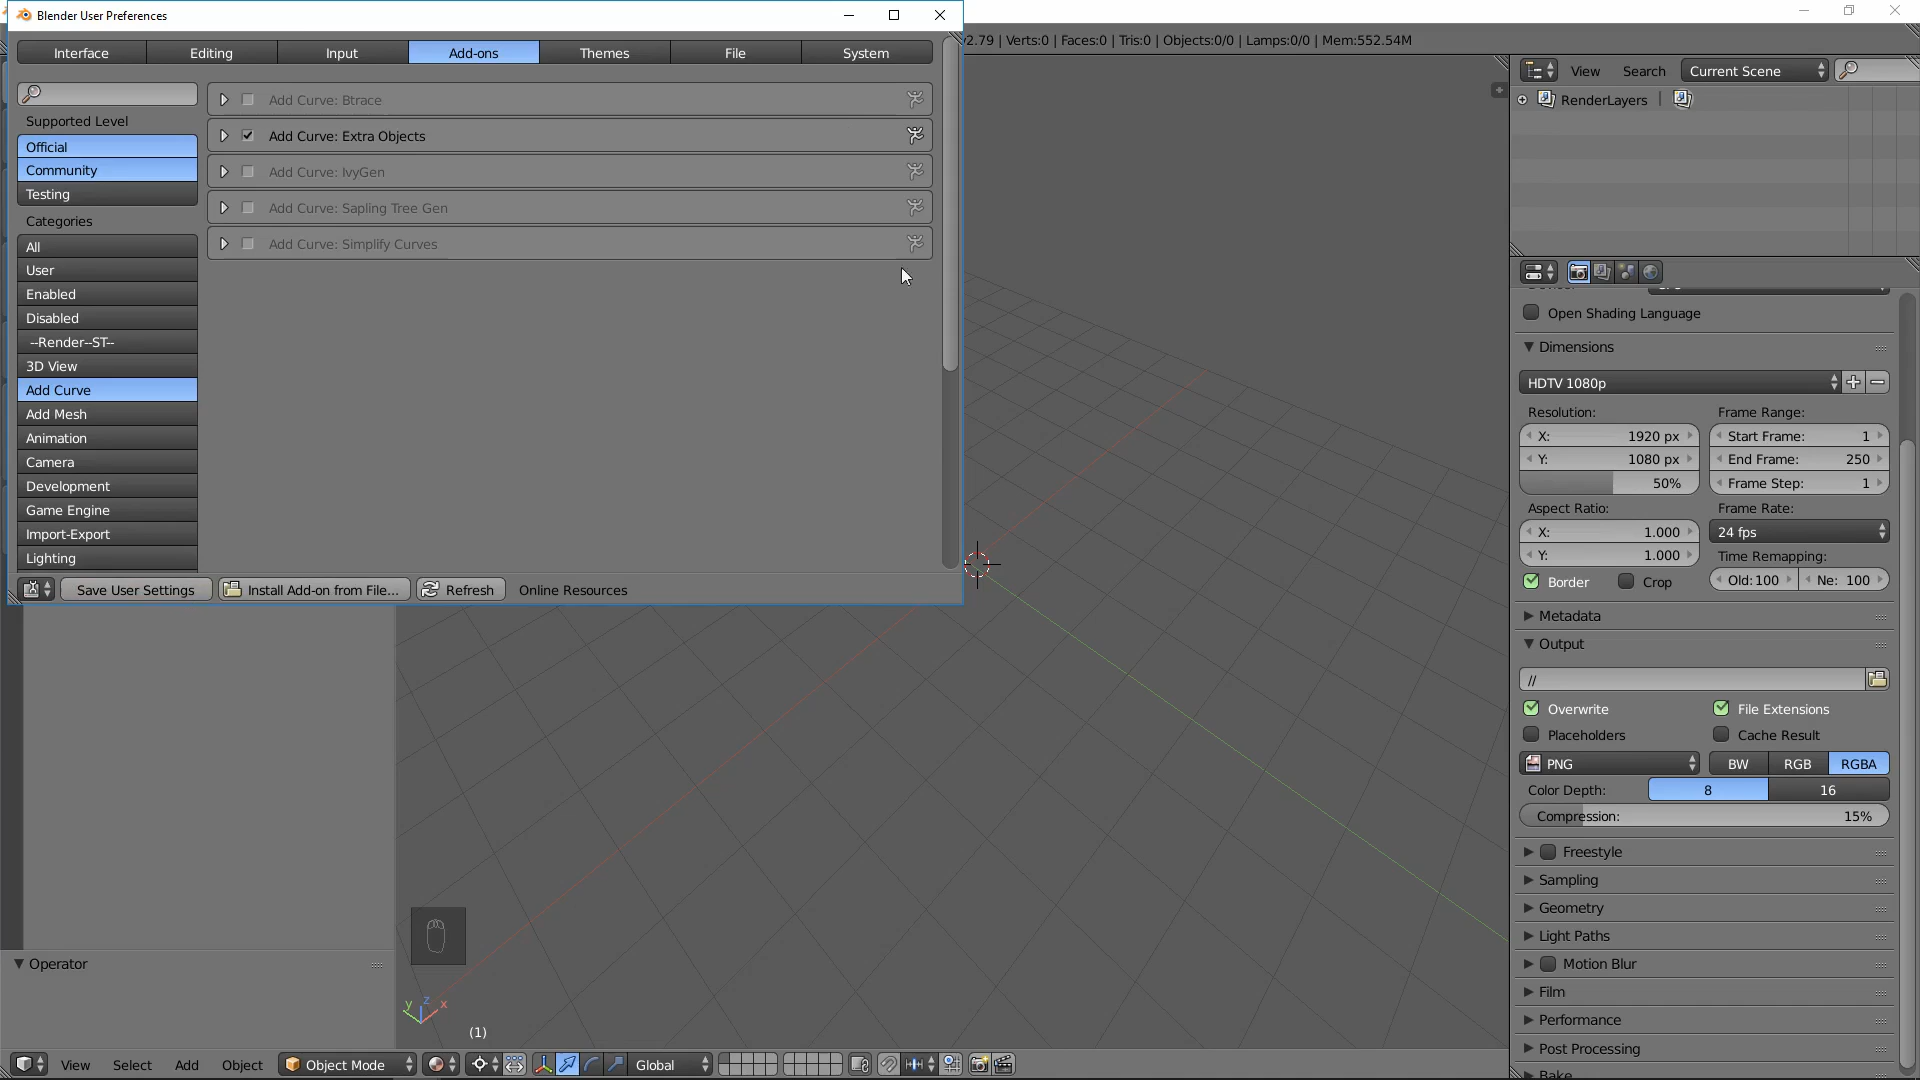 Blender User Preferences
Interface Editing Input Add-ons Themes File System
Supported Level
Official
Community
Testing
Categories
All
User
Enabled
Disabled
--Render--ST--
3D View
Add Curve
Add Mesh
Animation
Camera
Development
Game Engine
Import-Export
Lighting
Add Curve: Btrace
Add Curve: Extra Objects
Add Curve: IvyGen
Add Curve: Sapling Tree Gen
Add Curve: Simplify Curves
Save User Settings Install Add-on from File... Refresh Online Resources
v2.79 | Verts:0 | Faces:0 | Tris:0 | Objects:0/0 | Lamps:0/0 | Mem:552.54M
View Search Current Scene
RenderLayers |
Open Shading Language
Dimensions
HDTV 1080p
Resolution: Frame Range:
X: 1920 px Start Frame: 1
Y: 1080 px End Frame: 250
50% Frame Step: 1
Aspect Ratio: Frame Rate:
X: 1.000 24 fps
Y: 1.000 Time Remapping:
Border Crop Old: 100 Ne: 100
Metadata
Output
//
Overwrite File Extensions
Placeholders Cache Result
PNG BW RGB RGBA
Color Depth: 8 16
Compression: 15%
Freestyle
Sampling
Geometry
Light Paths
Motion Blur
Film
Performance
Post Processing
Bake
Operator
y z x
(1)
View Select Add Object Object Mode Global